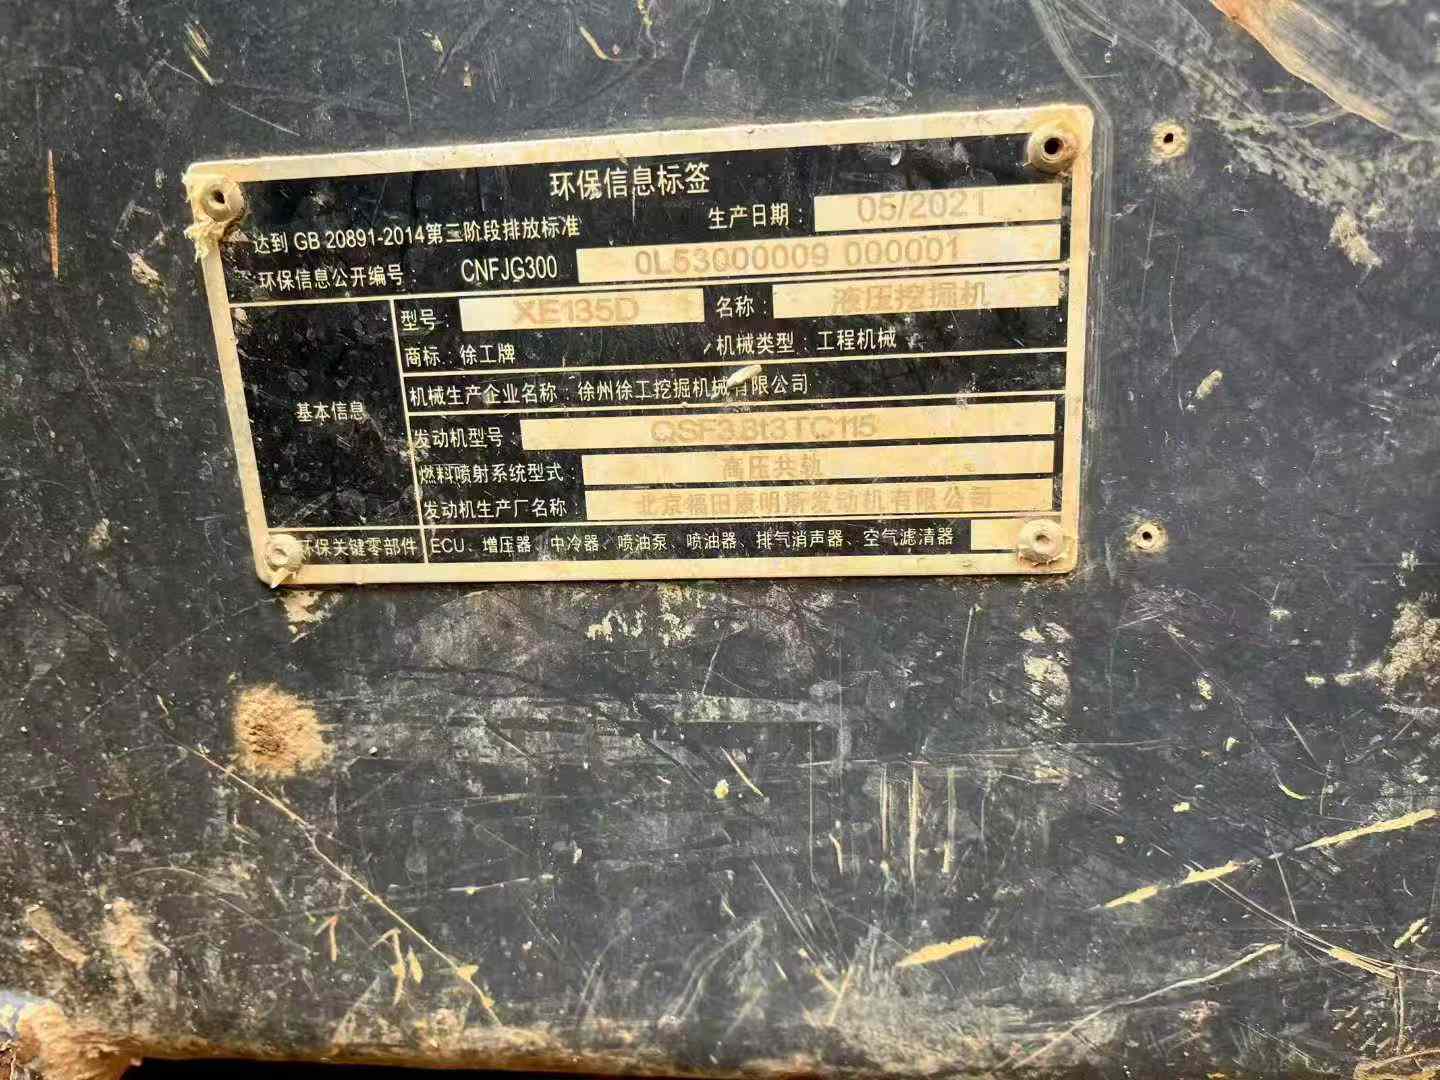 环保信息标签
达到 GB 20891-2014第三阶段排放标准 生产日期：05/2021
环保信息公开编号： CNFJG300 0L53000009 000001
基本信息
型号：XE135D 名称：液压挖掘机
商标：徐工牌 机械类型：工程机械
机械生产企业名称：徐州徐工挖掘机械有限公司
发动机型号：QSF3.8t3TC115
燃料喷射系统型式：高压共轨
发动机生产厂名称：北京福田康明斯发动机有限公司
环保关键零部件 ECU、增压器、中冷器、喷油泵、喷油器、排气消声器、空气滤清器